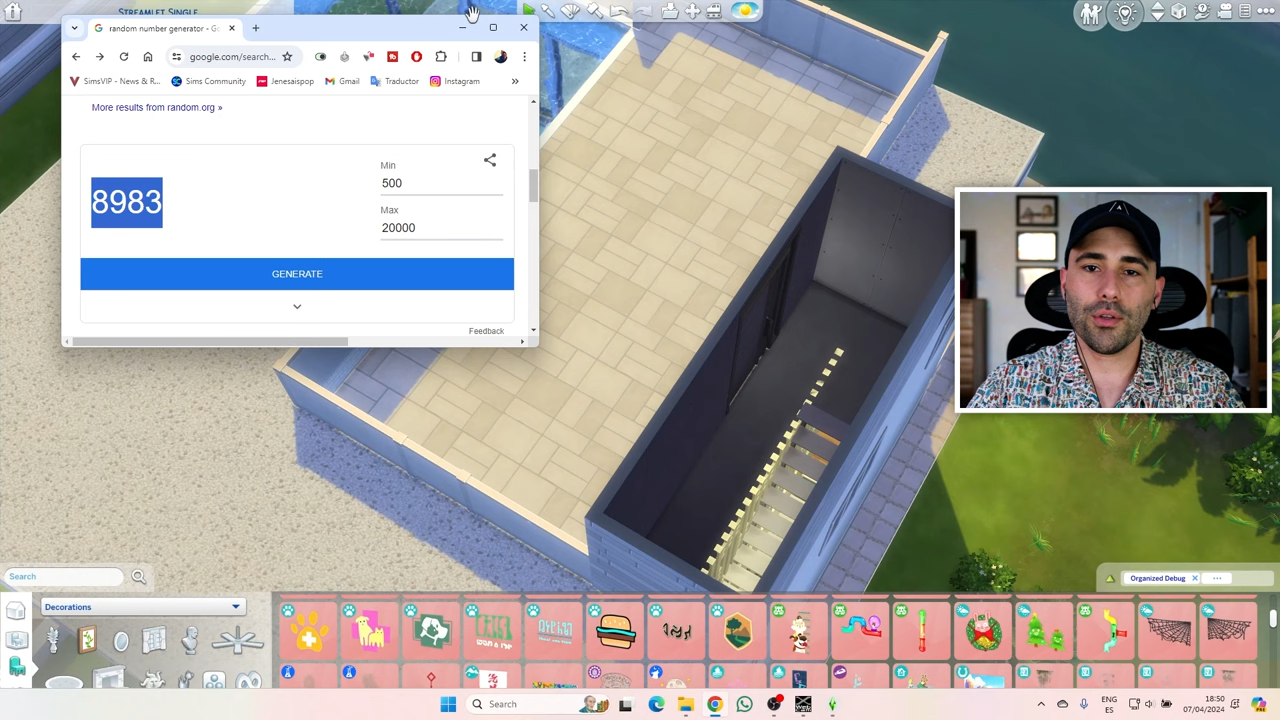 STREAMLET SINGLE
random number generator - Go
google.com/search...
SimsVIP - News & R...
Sims Community
Jenesaispop
Gmail
Traductor
Instagram
»
More results from random.org »
8983
Min
500
Max
20000
GENERATE
Feedback
Search
Organized Debug
...
Decorations
Search
ENG
ES
18:50
07/04/2024